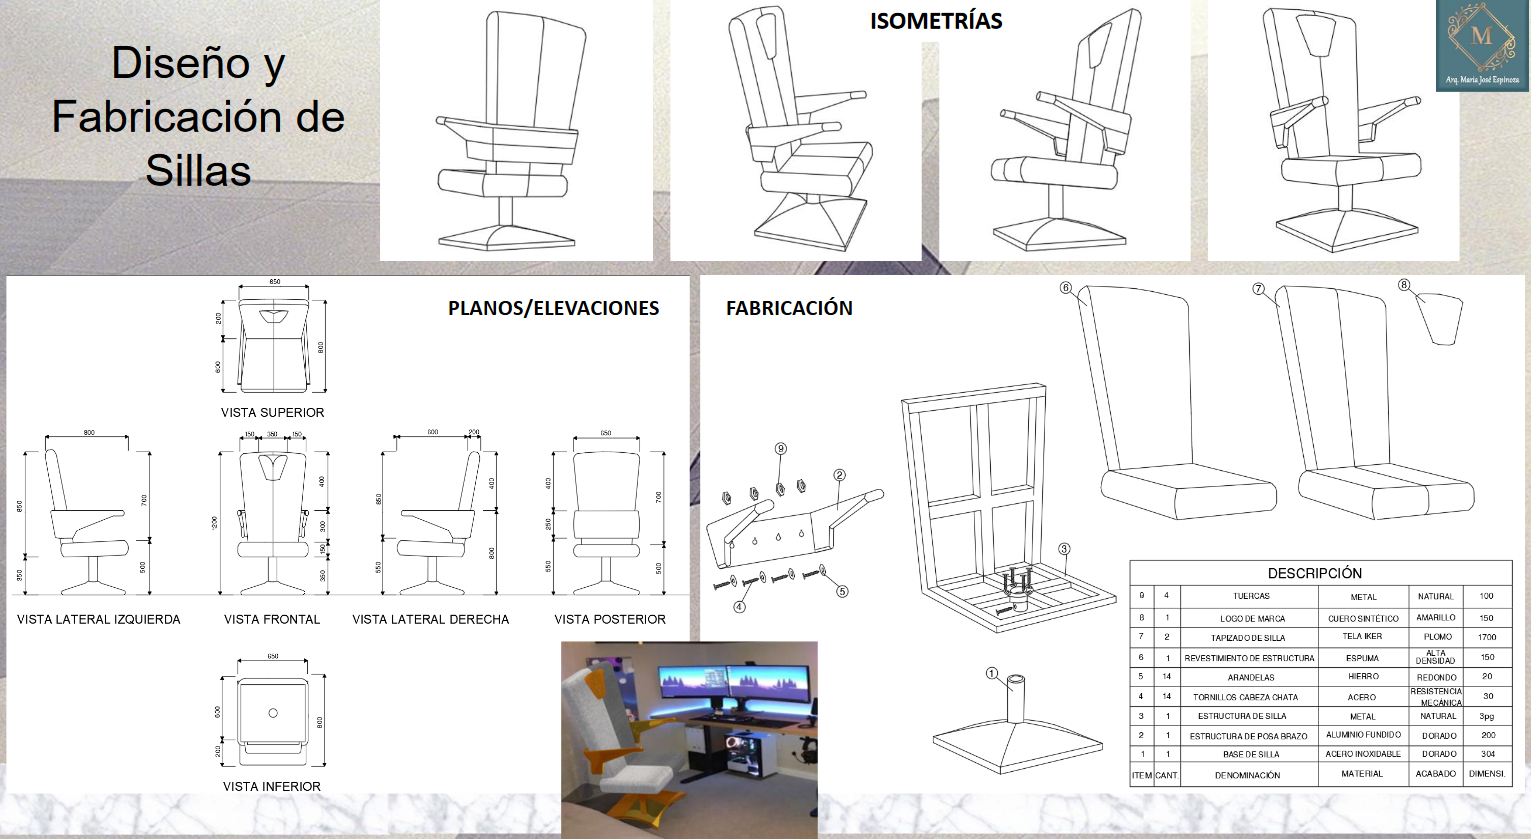 Diseño y
Fabricación de
Sillas
ISOMETRÍAS
M
Arq. María José Espinoza
PLANOS/ELEVACIONES
650
200
600
800
VISTA SUPERIOR
800
850
350
700
500
VISTA LATERAL IZQUIERDA
150 350 150
1200
400
300
150
350
VISTA FRONTAL
600 200
850
550
400
800
VISTA LATERAL DERECHA
650
400
250
550
700
500
VISTA POSTERIOR
650
600
200
800
VISTA INFERIOR
FABRICACIÓN
6
7
8
9
2
3
4
5
1
DESCRIPCIÓN
9 4 TUERCAS METAL NATURAL 100
8 1 LOGO DE MARCA CUERO SINTÉTICO AMARILLO 150
7 2 TAPIZADO DE SILLA TELA IKER PLOMO 1700
6 1 REVESTIMIENTO DE ESTRUCTURA ESPUMA ALTA DENSIDAD 150
5 14 ARANDELAS HIERRO REDONDO 20
4 14 TORNILLOS CABEZA CHATA ACERO RESISTENCIA MECÁNICA 30
3 1 ESTRUCTURA DE SILLA METAL NATURAL 3pg
2 1 ESTRUCTURA DE POSA BRAZO ALUMINIO FUNDIDO DORADO 200
1 1 BASE DE SILLA ACERO INOXIDABLE DORADO 304
ITEM CANT. DENOMINACIÓN MATERIAL ACABADO DIMENSI.